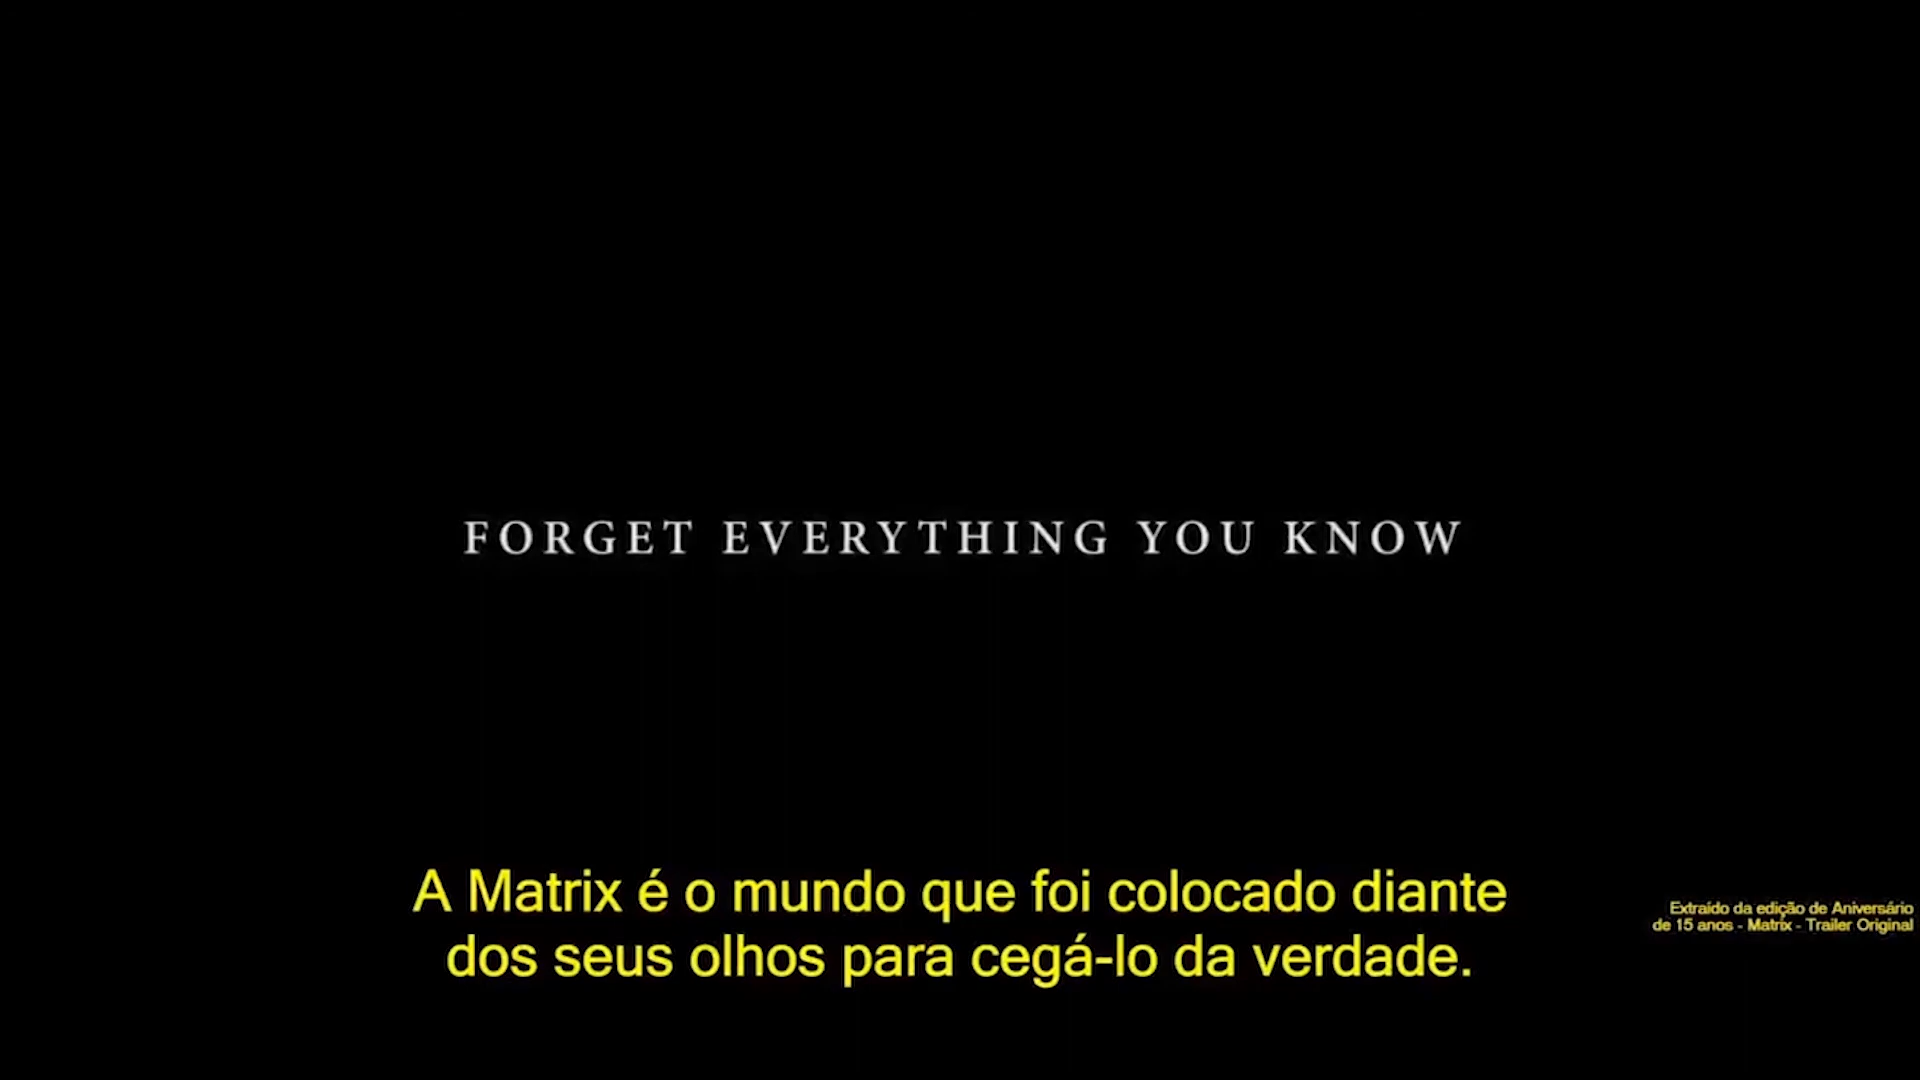 FORGET EVERYTHING YOU KNOW
A Matrix é o mundo que foi colocado diante
dos seus olhos para cegá-lo da verdade.
Extraído da edição de Aniversário
de 15 anos - Matrix - Trailer Original